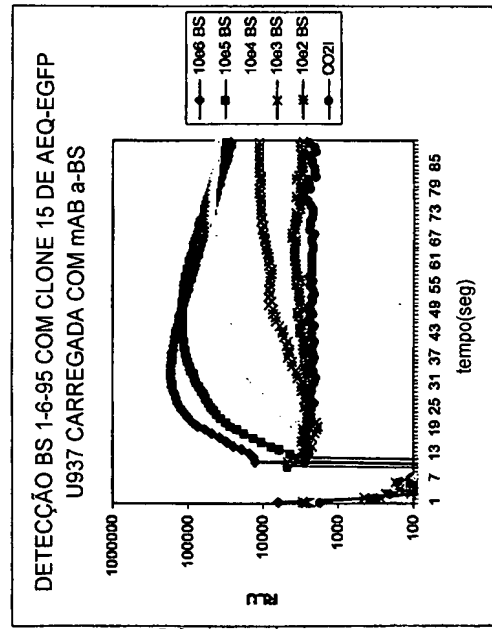 DETECÇÃO BS 1-6-95 COM CLONE 15 DE AEQ-EGFP
U937 CARREGADA COM mAB a-BS
1000000
100000
10000
1000
100
RLU
1 7 13 19 25 31 37 43 49 55 61 67 73 79 85
tempo(seg)
10e6 BS
10e5 BS
10e4 BS
10e3 BS
10e2 BS
CO2I